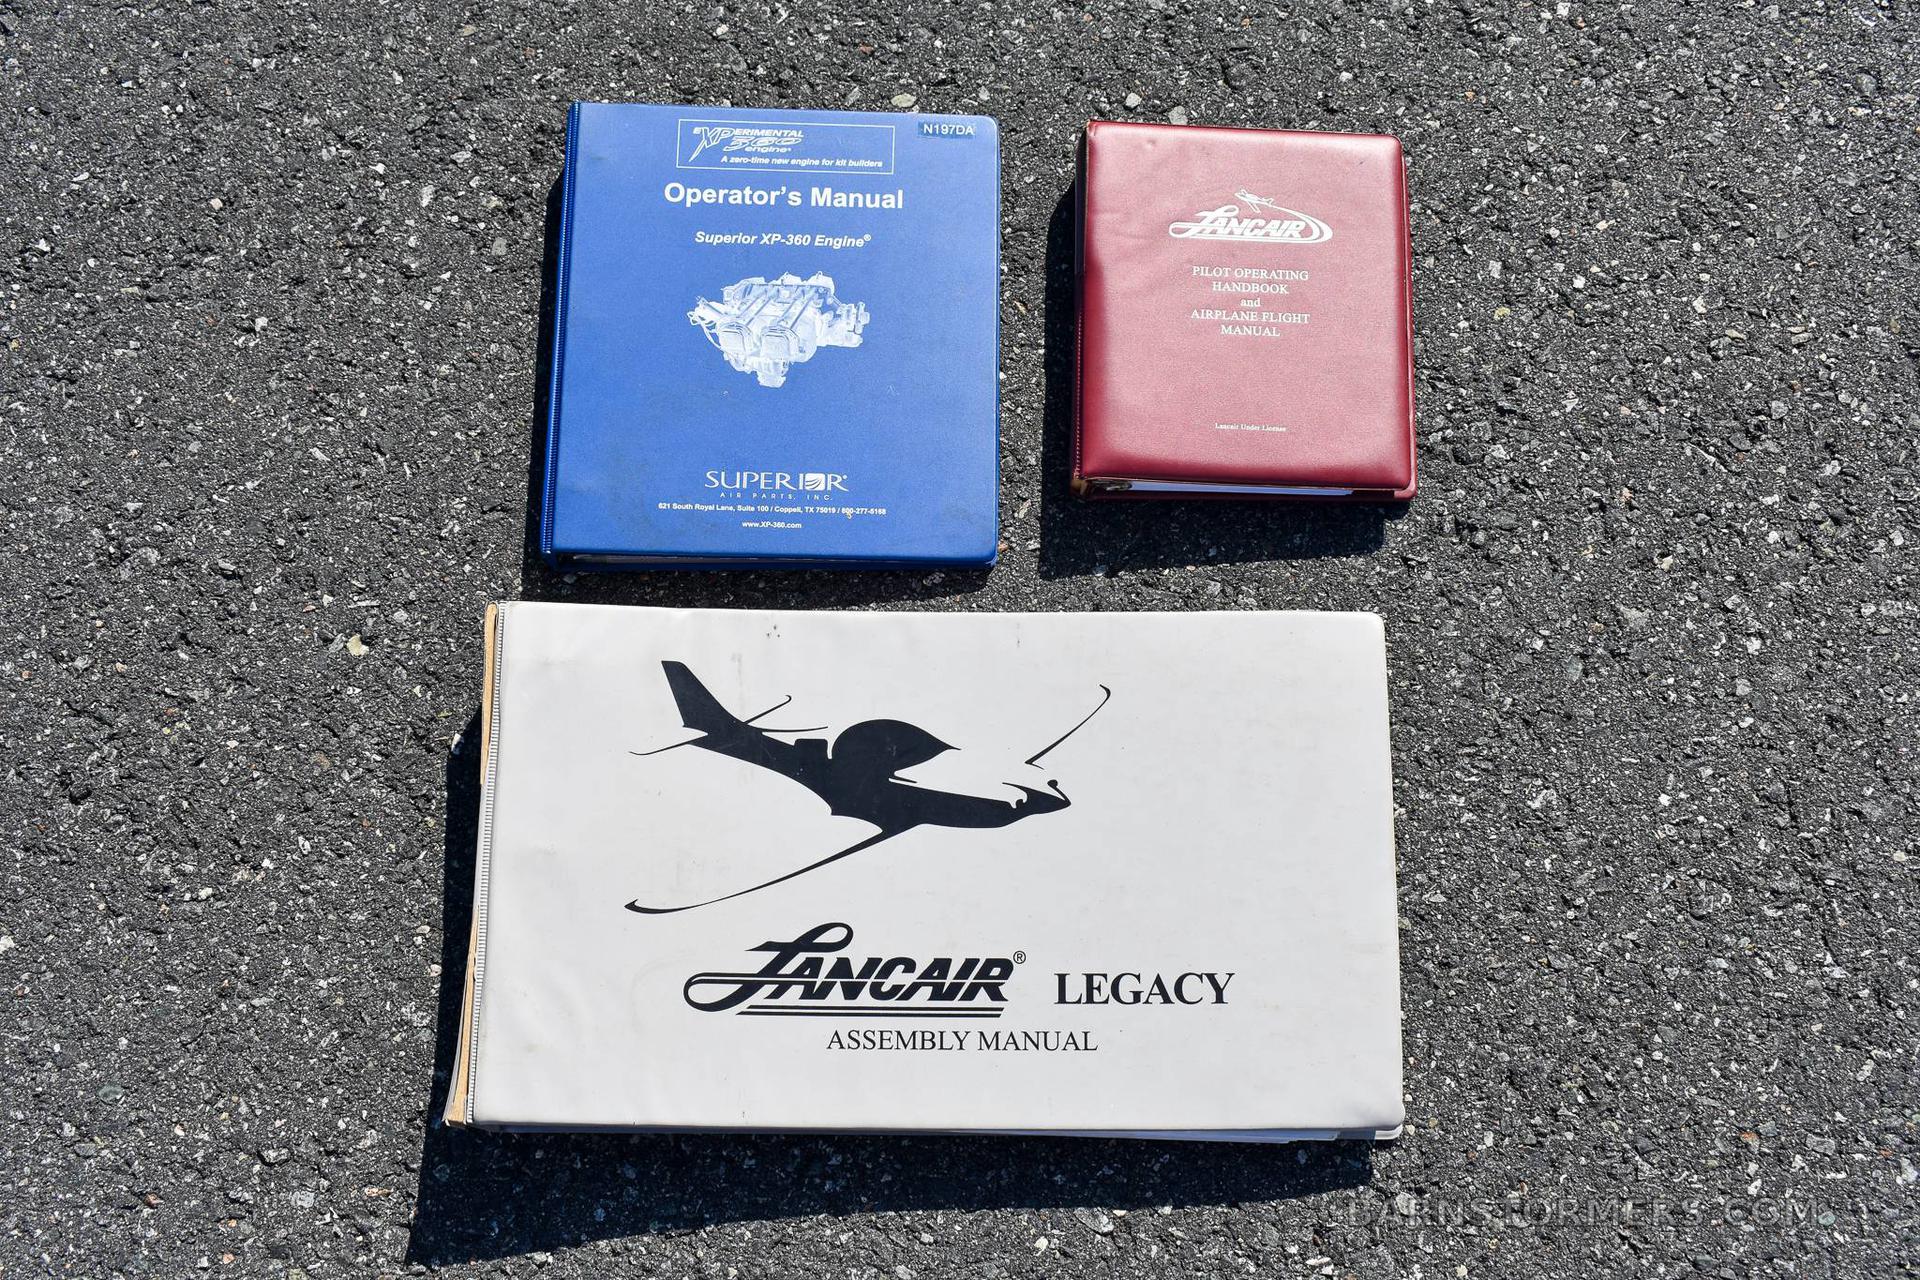 XPERIMENTAL
360
engine®
A zero-time new engine for kit builders
N197DA
Operator's Manual
Superior XP-360 Engine®
SUPERIOR®
AIR PARTS, INC.
621 South Royal Lane, Suite 100 / Coppell, TX 75019 / 800-277-5168
www.XP-360.com
LANCAIR
PILOT OPERATING
HANDBOOK
and
AIRPLANE FLIGHT
MANUAL
Lancair Under License
LANCAIR® LEGACY
ASSEMBLY MANUAL
BARNSTORMERS.COM